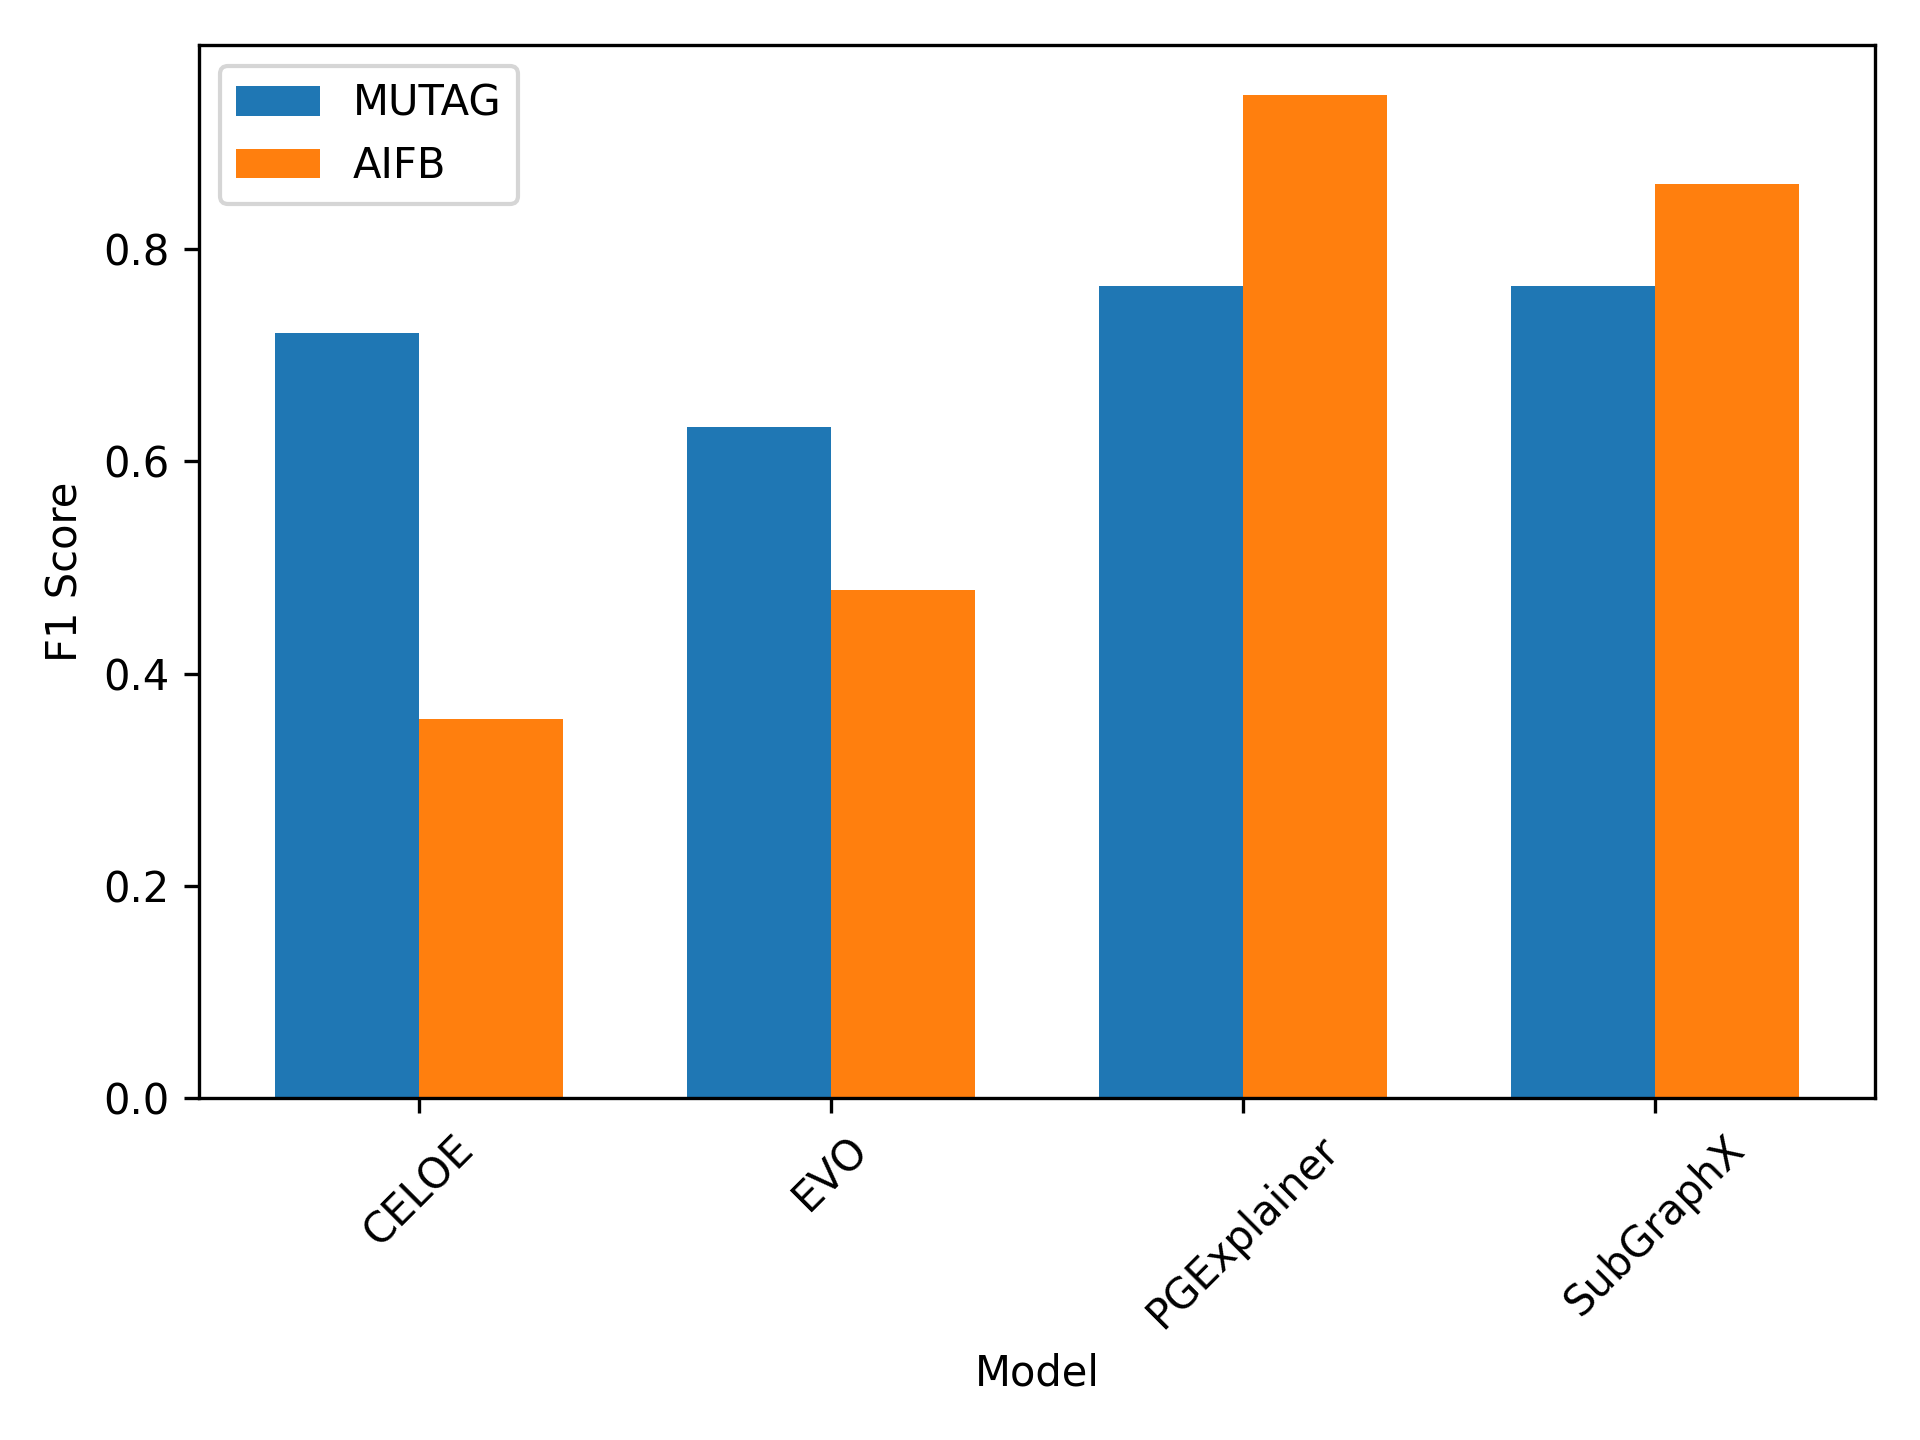 MUTAG
AIFB
0.8
0.6
0.4
0.2
0.0
F1 Score
CELOE
EVO
PGExplainer
SubGraphX
Model